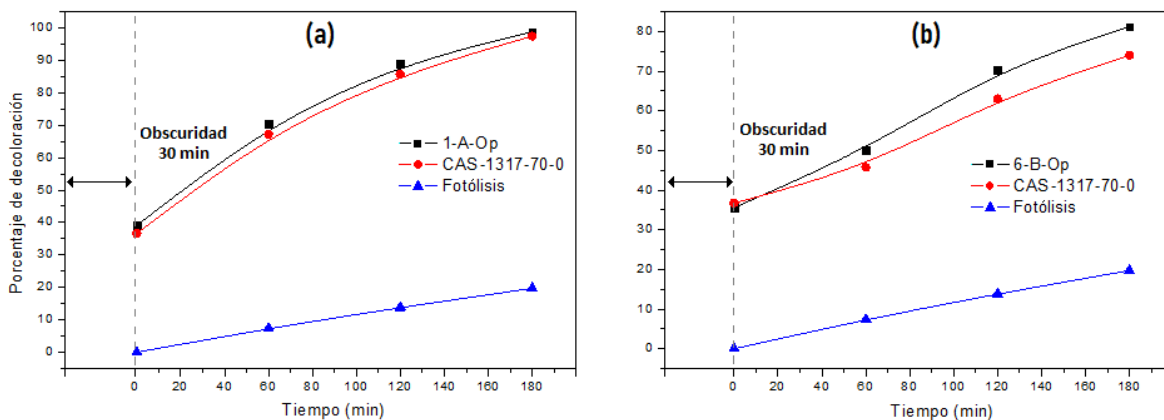 (a)
Porcentaje de decoloración
100
90
80
70
60
50
40
30
20
10
0
Obscuridad
30 min
1-A-Op
CAS-1317-70-0
Fotólisis
0 20 40 60 80 100 120 140 160 180
Tiempo (min)
(b)
80
70
60
50
40
30
20
10
0
Obscuridad
30 min
6-B-Op
CAS-1317-70-0
Fotólisis
0 20 40 60 80 100 120 140 160 180
Tiempo (min)